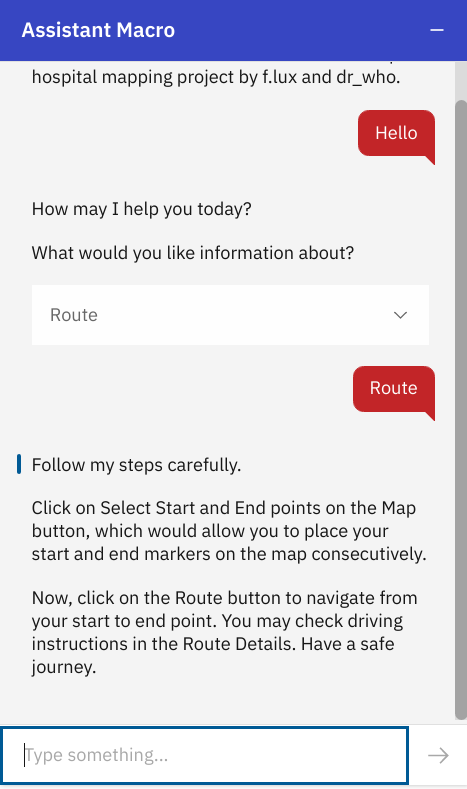 Assistant Macro
hospital mapping project by f.lux and dr_who.
Hello
How may I help you today?
What would you like information about?
Route
Route
Follow my steps carefully.
Click on Select Start and End points on the Map
button, which would allow you to place your
start and end markers on the map consecutively.
Now, click on the Route button to navigate from
your start to end point. You may check driving
instructions in the Route Details. Have a safe
journey.
Type something...